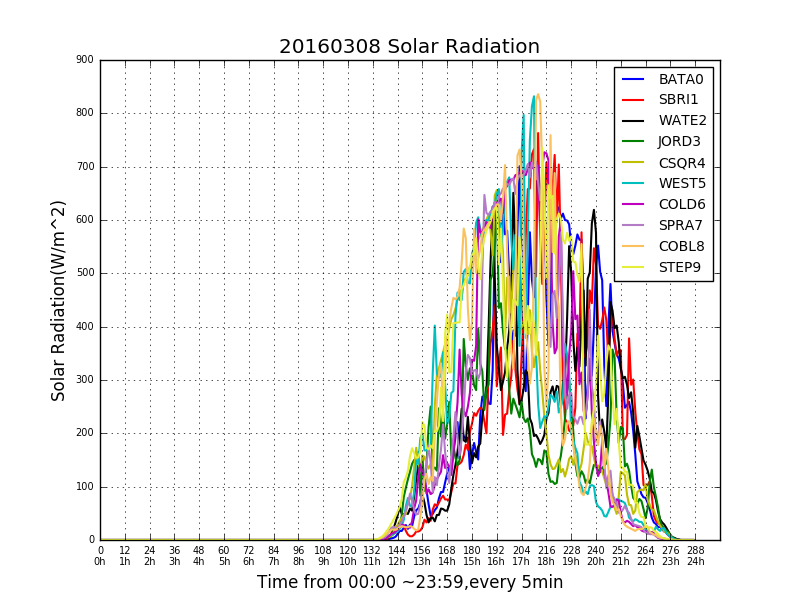 20160308 Solar Radiation
900
800
700
600
500
400
300
200
100
0
Solar Radiation(W/m^2)
BATA0
SBRI1
WATE2
JORD3
CSQR4
WEST5
COLD6
SPRA7
COBL8
STEP9
0 12 24 36 48 60 72 84 96 108 120 132 144 156 168 180 192 204 216 228 240 252 264 276 288
0h 1h 2h 3h 4h 5h 6h 7h 8h 9h 10h 11h 12h 13h 14h 15h 16h 17h 18h 19h 20h 21h 22h 23h 24h
Time from 00:00 ~23:59,every 5min